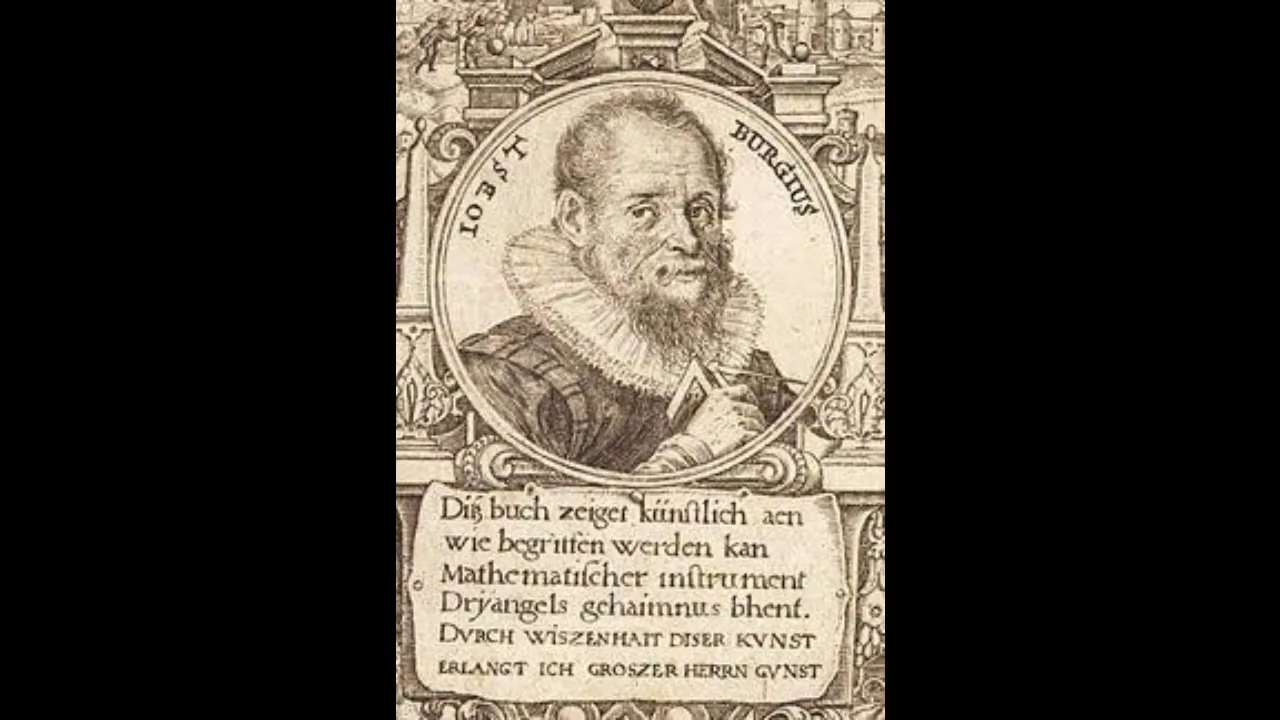 IOBST BURGIUS
Diß buch zeiget künstlich aen
wie begriffen werden kan
Mathematischer instrument
Dryangels gehaimnus bhent.
DVRCH WISZENHAIT DISER KVNST
ERLANGT ICH GROSZER HERRN GVNST